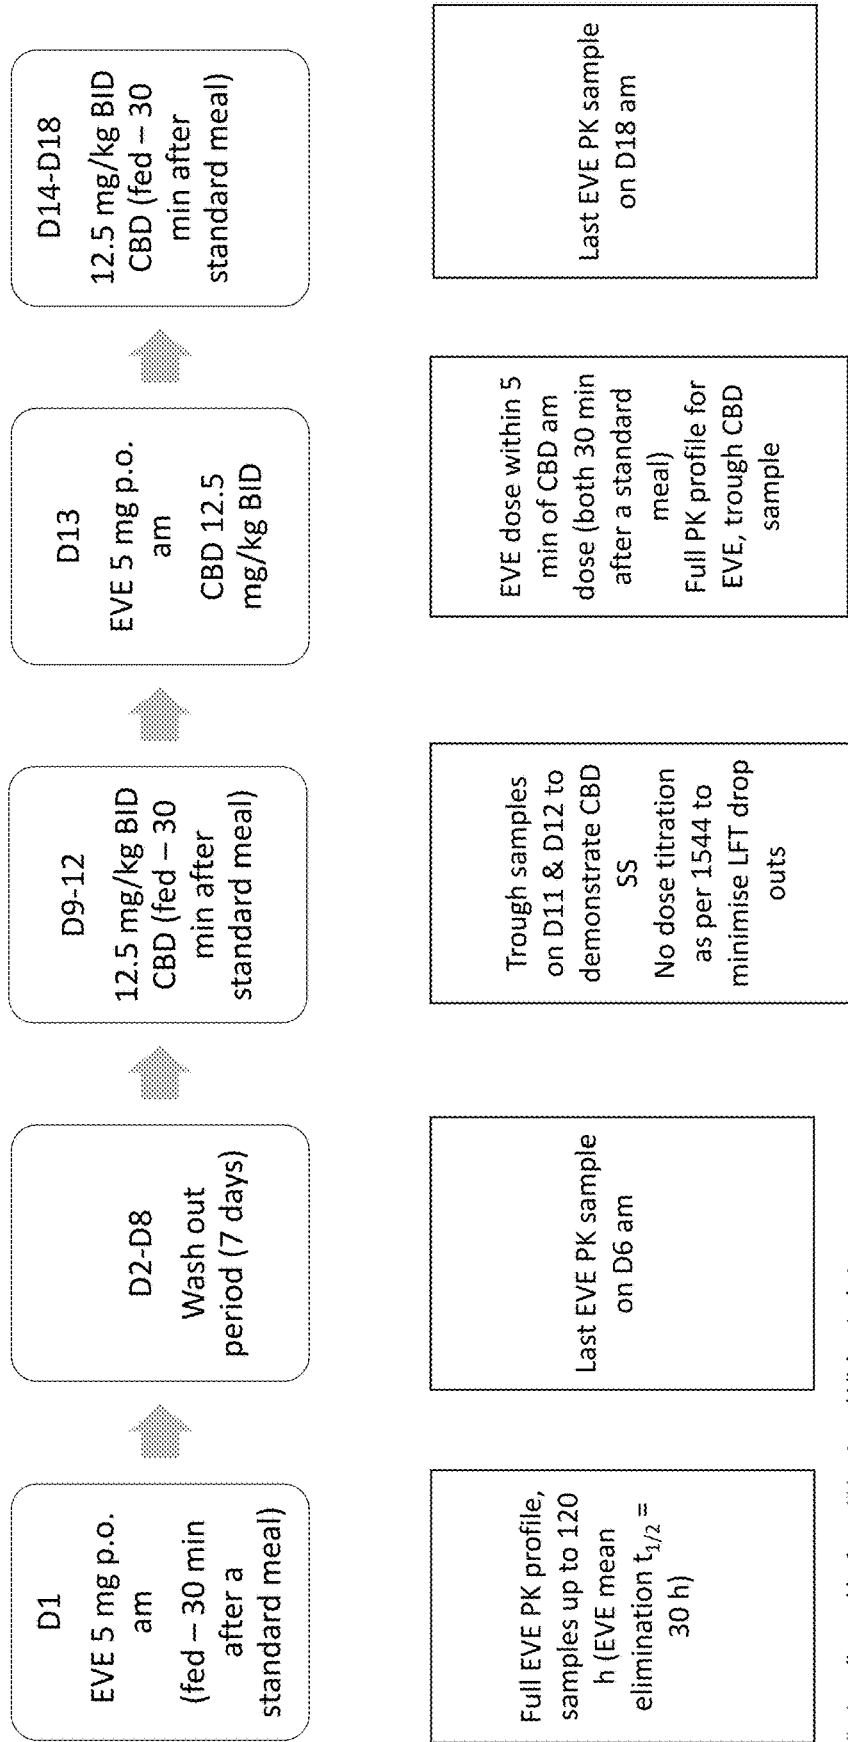 D1
EVE 5 mg p.o.
am
(fed – 30 min
after a
standard meal)
D2-D8
Wash out
period (7 days)
D9-12
12.5 mg/kg BID
CBD (fed – 30
min after
standard meal)
D13
EVE 5 mg p.o.
am
CBD 12.5
mg/kg BID
D14-D18
12.5 mg/kg BID
CBD (fed – 30
min after
standard meal)
Full EVE PK profile,
samples up to 120
h (EVE mean
elimination t1/2 =
30 h)
Last EVE PK sample
on D6 am
Trough samples
on D11 & D12 to
demonstrate CBD
SS
No dose titration
as per 1544 to
minimise LFT drop
outs
EVE dose within 5
min of CBD am
dose (both 30 min
after a standard
meal)
Full PK profile for
EVE, trough CBD
sample
Last EVE PK sample
on D18 am